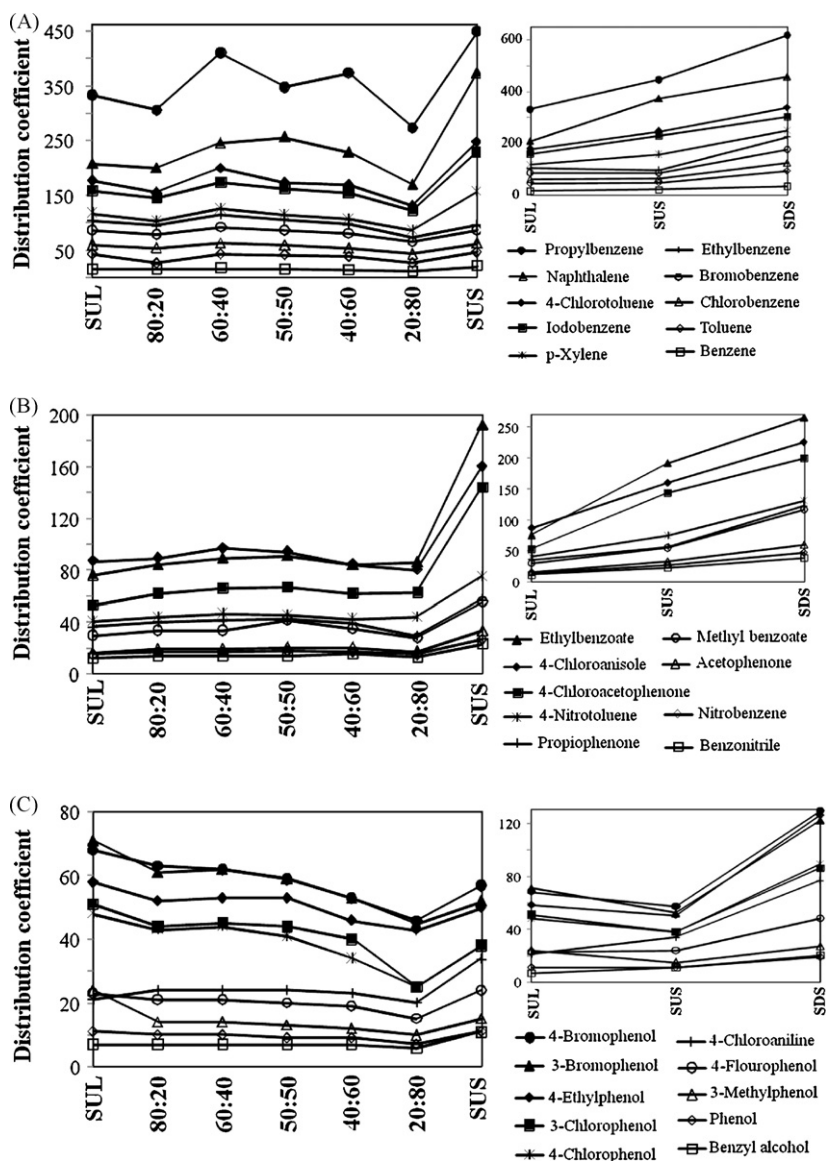 (A)
Distribution coefficient
450
350
250
150
50
SUL
80:20
60:40
50:50
40:60
20:80
SUS
600
400
200
0
SUL
SUS
SDS
Propylbenzene
Ethylbenzene
Naphthalene
Bromobenzene
4-Chlorotoluene
Chlorobenzene
Iodobenzene
Toluene
p-Xylene
Benzene
(B)
Distribution coefficient
200
160
120
80
40
0
SUL
80:20
60:40
50:50
40:60
20:80
SUS
250
200
150
100
50
0
SUL
SUS
SDS
Ethylbenzoate
Methyl benzoate
4-Chloroanisole
Acetophenone
4-Chloroacetophenone
4-Nitrotoluene
Nitrobenzene
Propiophenone
Benzonitrile
(C)
Distribution coefficient
80
60
40
20
0
SUL
80:20
60:40
50:50
40:60
20:80
SUS
120
80
40
0
SUL
SUS
SDS
4-Bromophenol
4-Chloroaniline
3-Bromophenol
4-Flourophenol
4-Ethylphenol
3-Methylphenol
3-Chlorophenol
Phenol
4-Chlorophenol
Benzyl alcohol